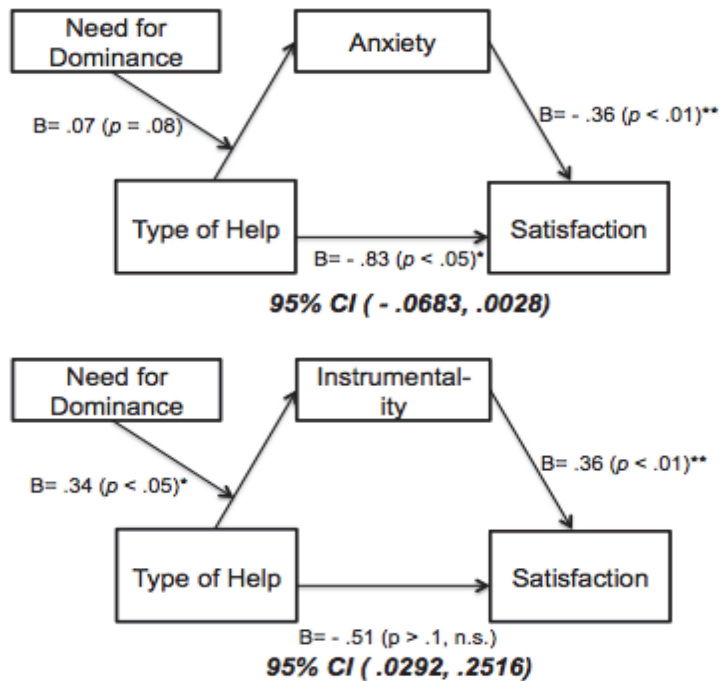 Need for
Dominance
Anxiety
B= .07 (p = .08)
B= - .36 (p < .01)**
Type of Help
Satisfaction
B= - .83 (p < .05)*
95% CI ( - .0683, .0028)
Need for
Dominance
Instrumental-
ity
B= .34 (p < .05)*
B= .36 (p < .01)**
Type of Help
Satisfaction
B= - .51 (p > .1, n.s.)
95% CI ( .0292, .2516)